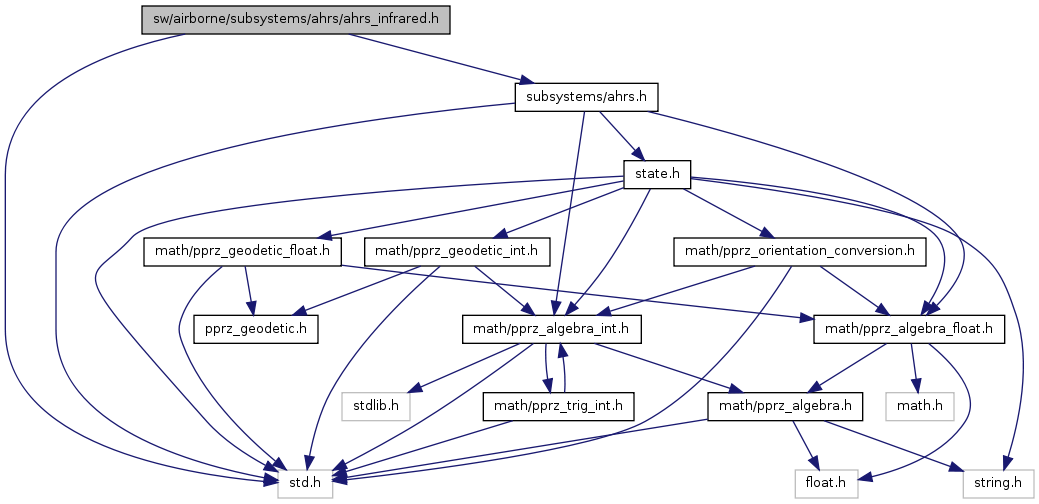 sw/airborne/subsystems/ahrs/ahrs_infrared.h
subsystems/ahrs.h
state.h
math/pprz_geodetic_float.h
math/pprz_geodetic_int.h
math/pprz_orientation_conversion.h
pprz_geodetic.h
math/pprz_algebra_int.h
math/pprz_algebra_float.h
stdlib.h
math/pprz_trig_int.h
math/pprz_algebra.h
math.h
std.h
float.h
string.h